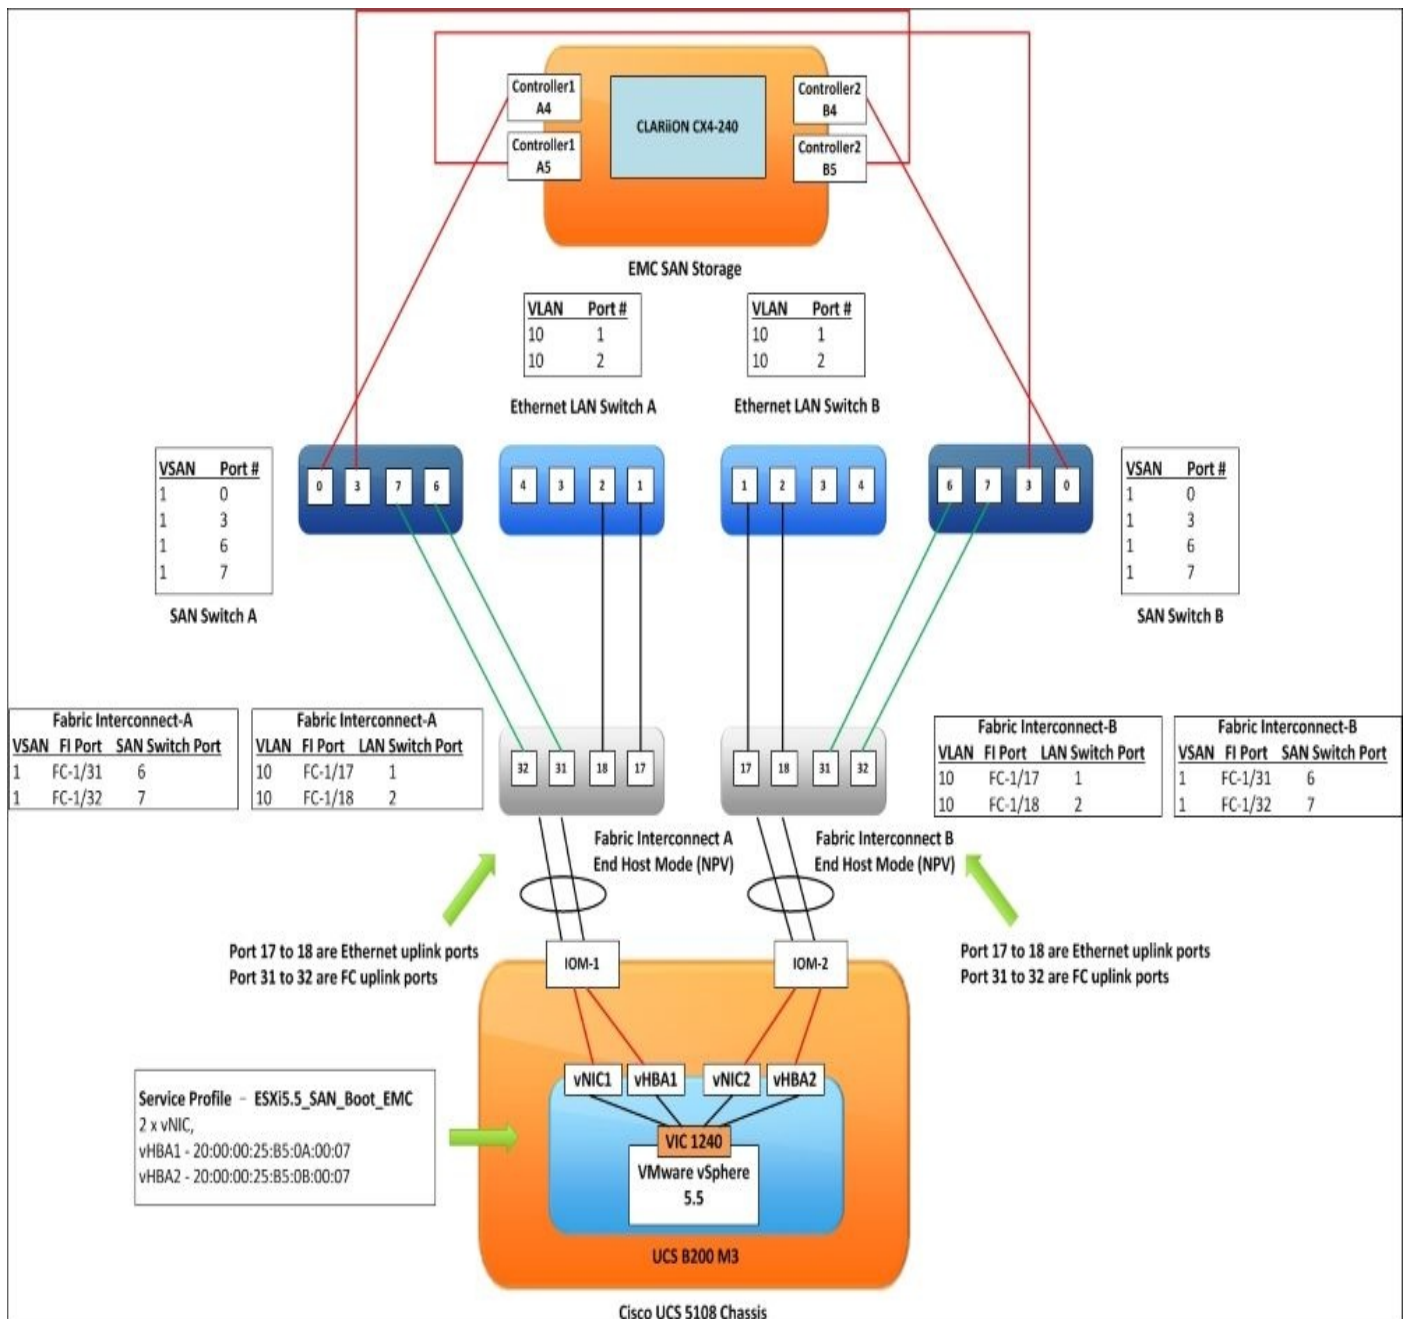 Controller1
A4
Controller1
A5
CLARiiON CX4-240
Controller2
B4
Controller2
B5
EMC SAN Storage
VLAN Port #
10 1
10 2
Ethernet LAN Switch A
VLAN Port #
10 1
10 2
Ethernet LAN Switch B
VSAN Port #
1 0
1 3
1 6
1 7
SAN Switch A
0 3 7 6
4 3 2 1
1 2 3 4
6 7 3 0
VSAN Port #
1 0
1 3
1 6
1 7
SAN Switch B
Fabric Interconnect-A
VSAN FI Port SAN Switch Port
1 FC-1/31 6
1 FC-1/32 7
Fabric Interconnect-A
VLAN FI Port LAN Switch Port
10 FC-1/17 1
10 FC-1/18 2
32 31 18 17
17 18 31 32
Fabric Interconnect-B
VLAN FI Port LAN Switch Port
10 FC-1/17 1
10 FC-1/18 2
Fabric Interconnect-B
VSAN FI Port SAN Switch Port
1 FC-1/31 6
1 FC-1/32 7
Fabric Interconnect A
End Host Mode (NPV)
Fabric Interconnect B
End Host Mode (NPV)
Port 17 to 18 are Ethernet uplink ports
Port 31 to 32 are FC uplink ports
Port 17 to 18 are Ethernet uplink ports
Port 31 to 32 are FC uplink ports
IOM-1
IOM-2
vNIC1 vHBA1 vNIC2 vHBA2
VIC 1240
VMware vSphere
5.5
Service Profile – ESXi5.5_SAN_Boot_EMC
2 x vNIC,
vHBA1 - 20:00:00:25:B5:0A:00:07
vHBA2 - 20:00:00:25:B5:0B:00:07
UCS B200 M3
Cisco UCS 5108 Chassis